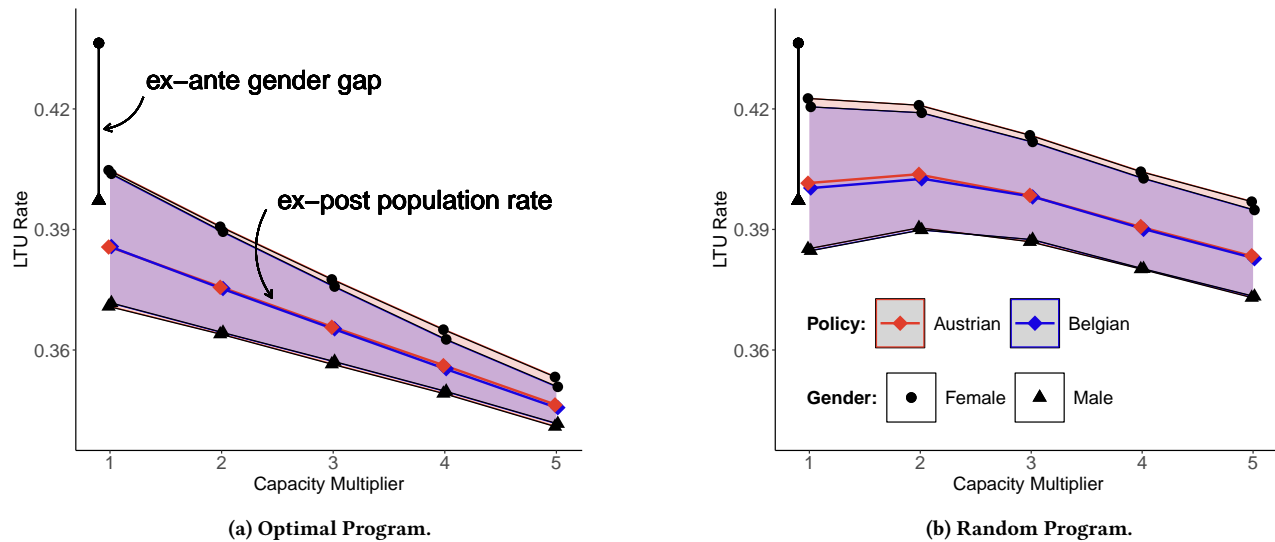 ex−ante gender gap
ex−post population rate
LTU Rate
0.42
0.39
0.36
1 2 3 4 5
Capacity Multiplier
(a) Optimal Program.
LTU Rate
0.42
0.39
0.36
Policy: Austrian Belgian
Gender: Female Male
1 2 3 4 5
Capacity Multiplier
(b) Random Program.